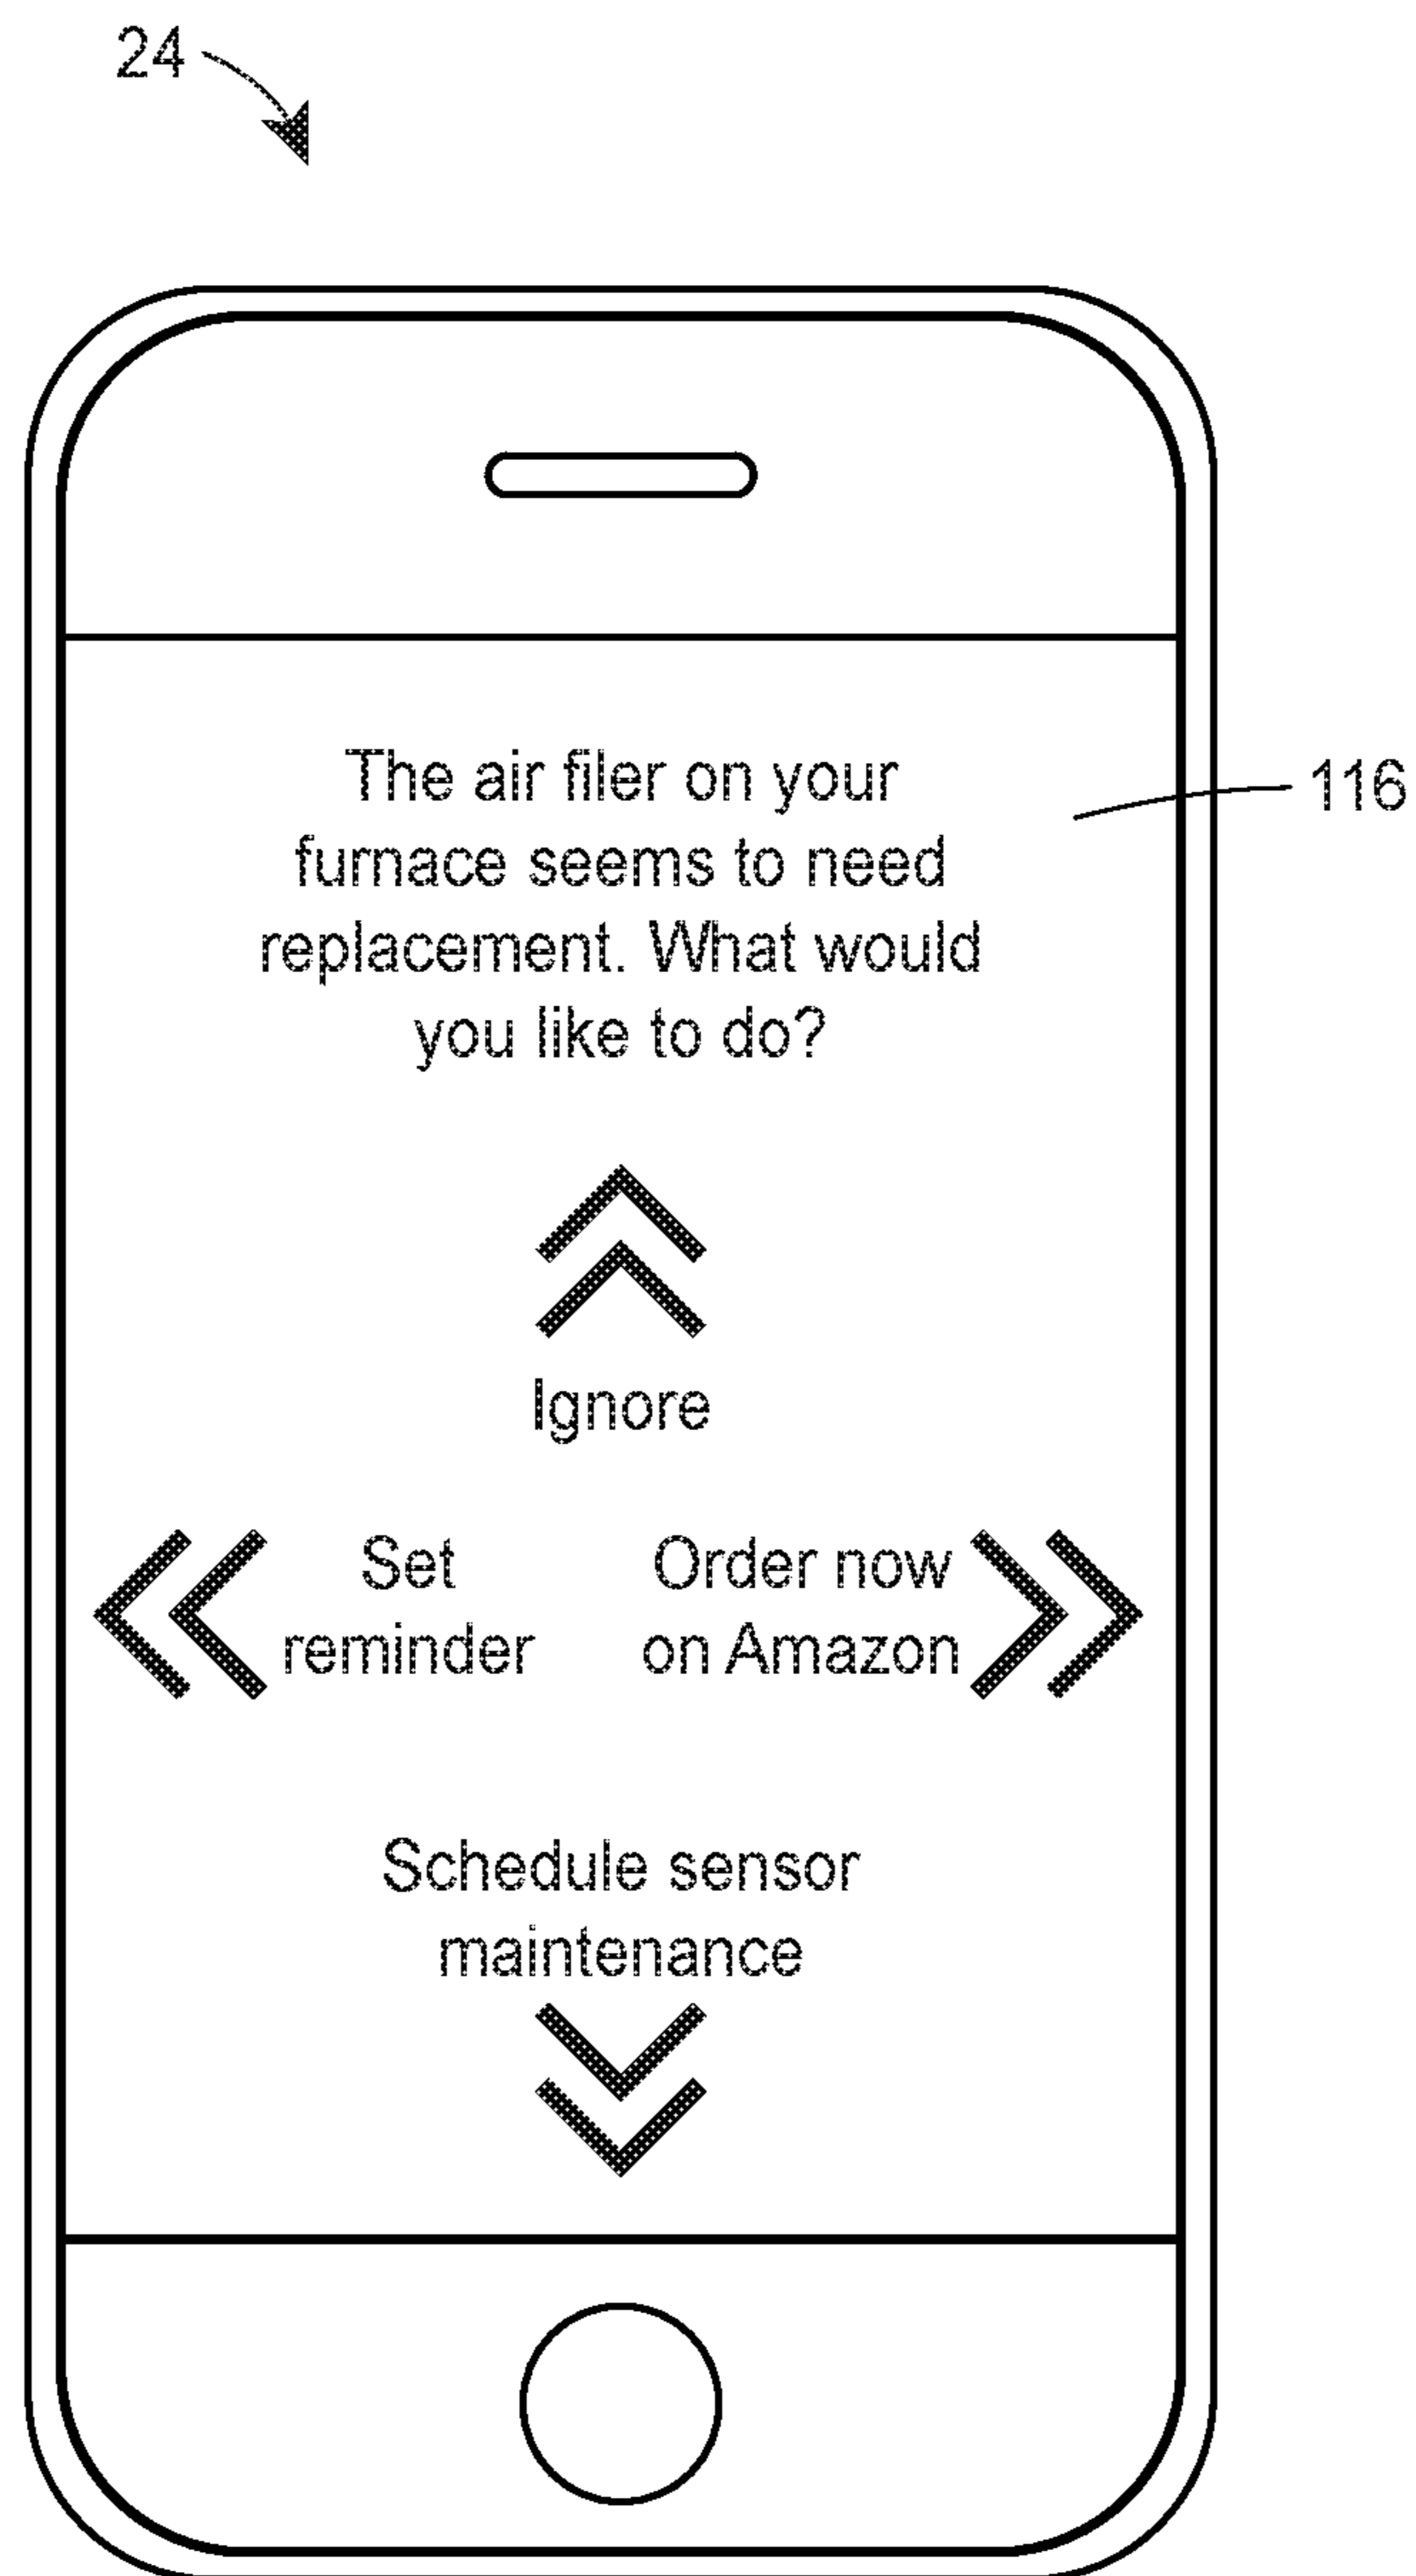 24
The air filer on your
116
furnace seems to need
replacement. What would
you like to do?
Ignore
Set
reminder
Order now
on Amazon
Schedule sensor
maintenance